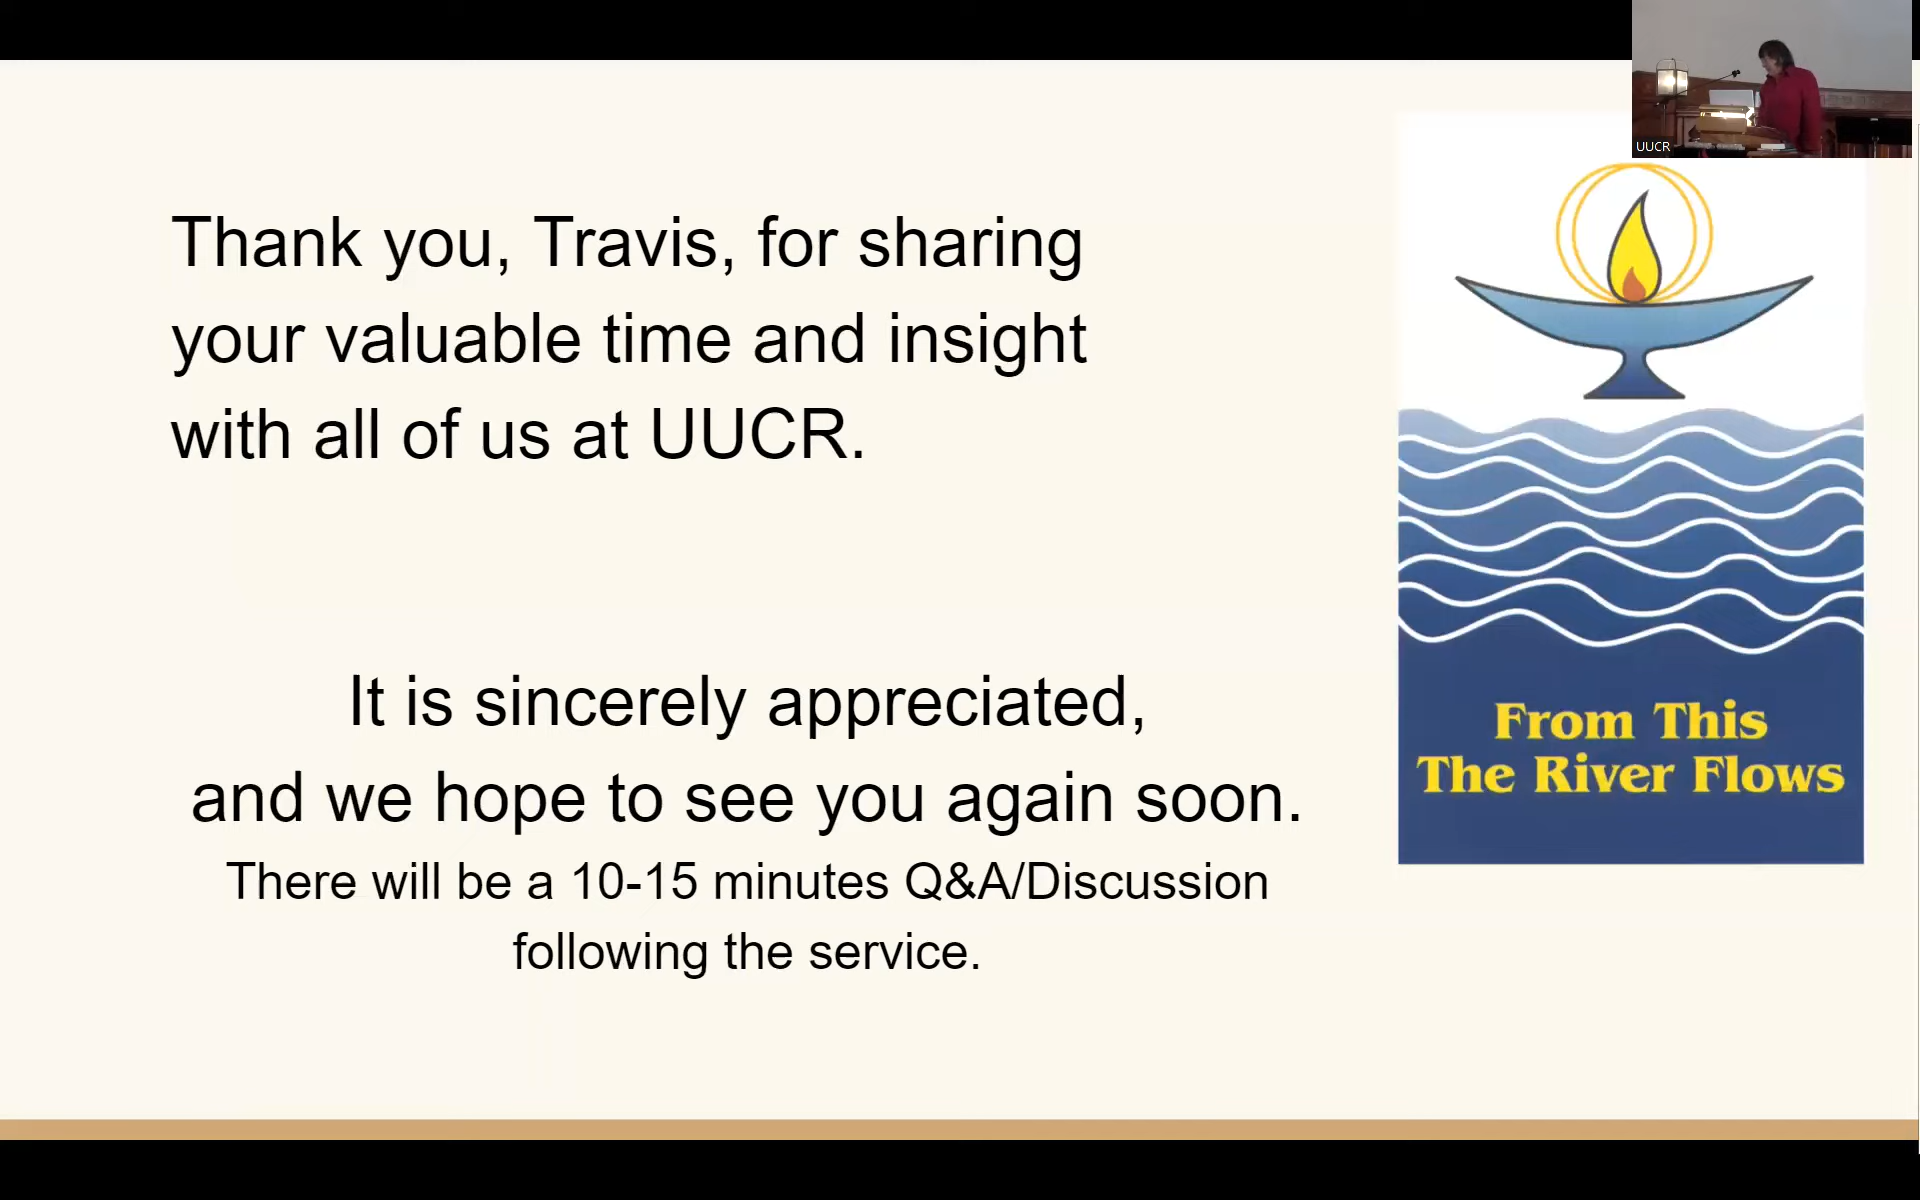 UUCR
Thank you, Travis, for sharing
your valuable time and insight
with all of us at UUCR.
It is sincerely appreciated,
and we hope to see you again soon.
There will be a 10-15 minutes Q&A/Discussion
following the service.
From This
The River Flows